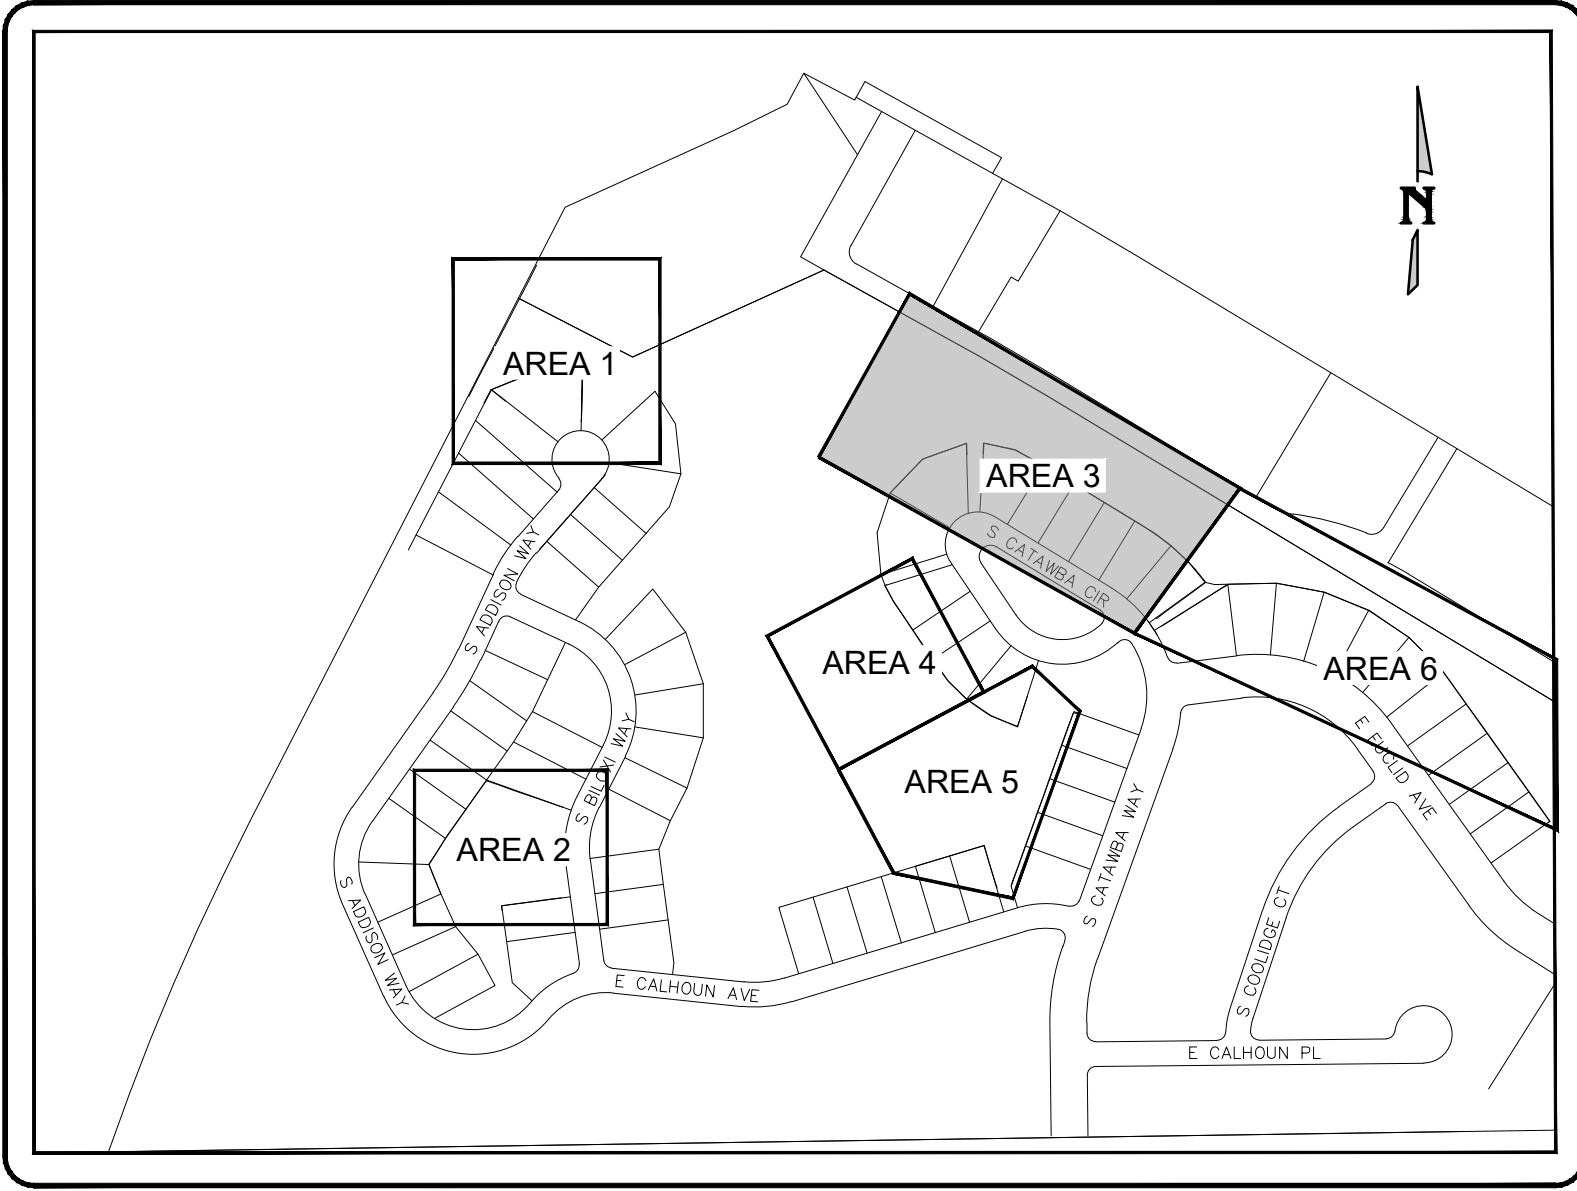 N
AREA 1
AREA 3
S CATAWBA CIR
S ADDISON WAY
AREA 4
AREA 6
S BILOXI WAY
E EUCLID AVE
AREA 5
AREA 2
S CATAWBA WAY
S ADDISON WAY
S COOLIDGE CT
E CALHOUN AVE
E CALHOUN PL